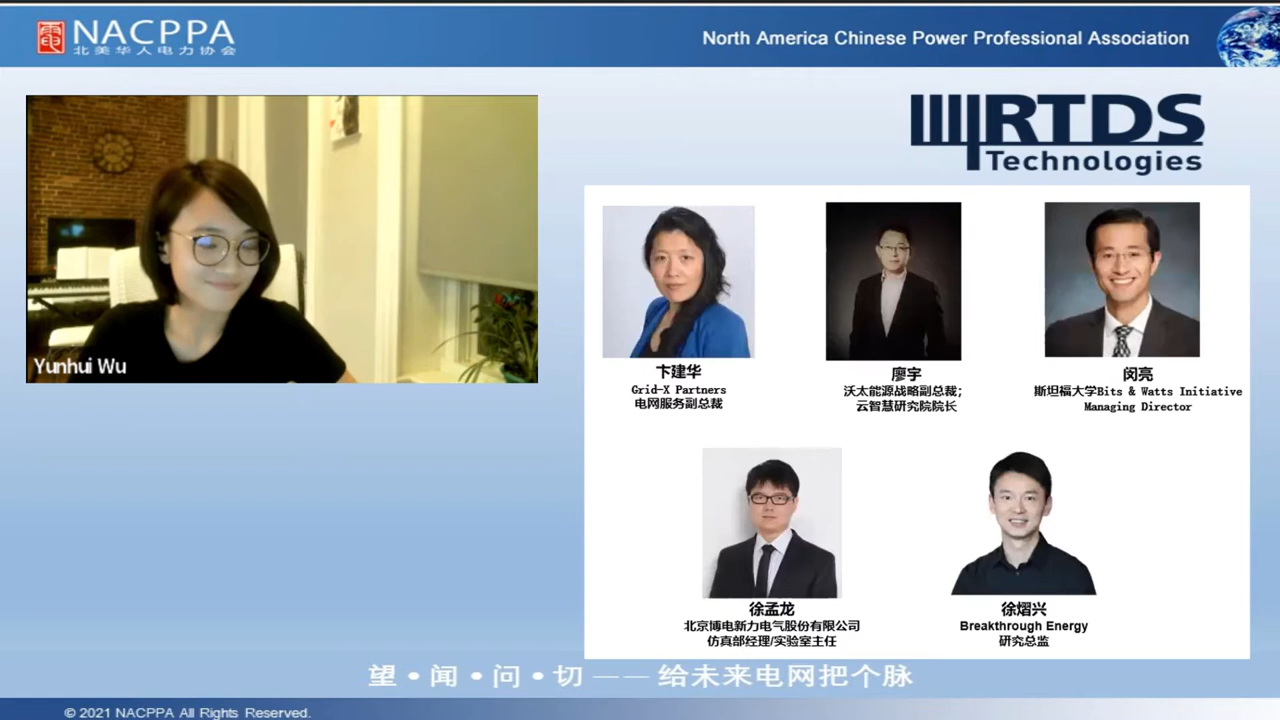 NACPPA
北美华人电力协会
North America Chinese Power Professional Association
RTDS
Technologies
Yunhui Wu
卞建华
Grid-X Partners
电网服务副总裁
廖宇
沃太能源战略副总裁；
云智慧研究院院长
闵亮
斯坦福大学Bits & Watts Initiative
Managing Director
徐孟龙
北京博电新力电气股份有限公司
仿真部经理/实验室主任
徐熠兴
Breakthrough Energy
研究总监
望·闻·问·切——给未来电网把个脉
© 2021 NACPPA All Rights Reserved.